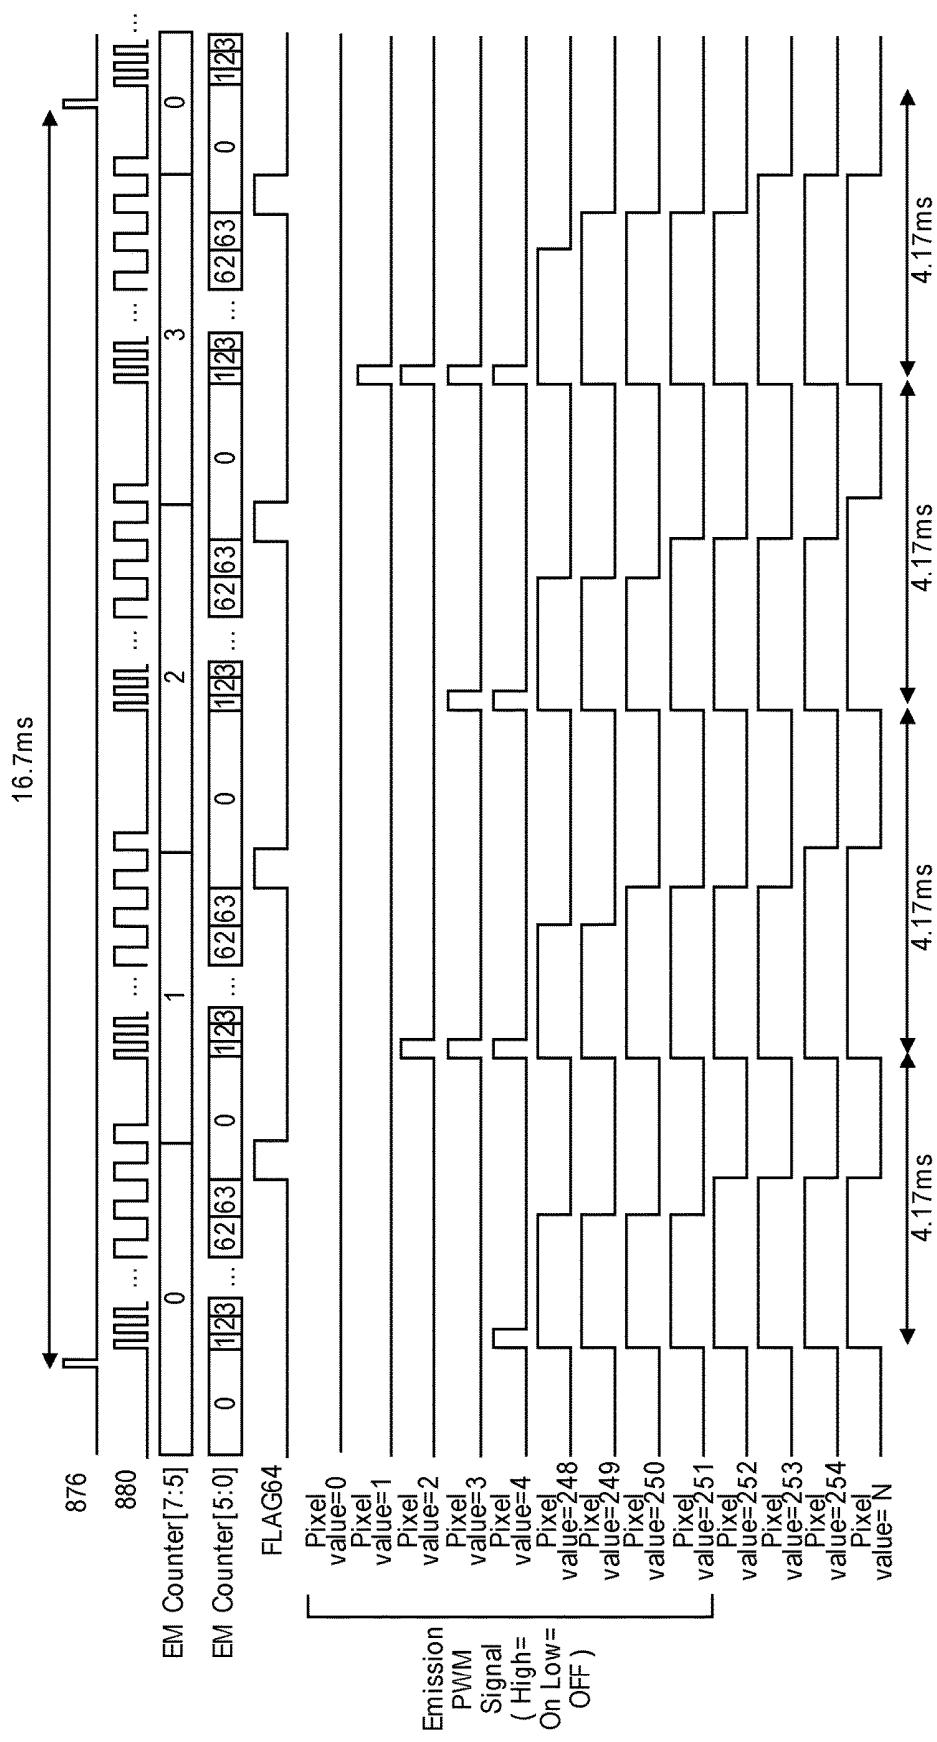 16.7ms
876
880
...
...
...
...
...
EM Counter[7:5]
0
1
2
3
0
EM Counter[5:0]
0
1 2 3
...
62 63
0
1 2 3
...
62 63
0
1 2 3
...
62 63
0
1 2 3
...
62 63
0
1 2 3
FLAG64
Emission
PWM
Signal
( High=
On Low=
OFF )
Pixel
value=0
Pixel
value=1
Pixel
value=2
Pixel
value=3
Pixel
value=4
Pixel
value=248
Pixel
value=249
Pixel
value=250
Pixel
value=251
Pixel
value=252
Pixel
value=253
Pixel
value=254
Pixel
value= N
4.17ms
4.17ms
4.17ms
4.17ms